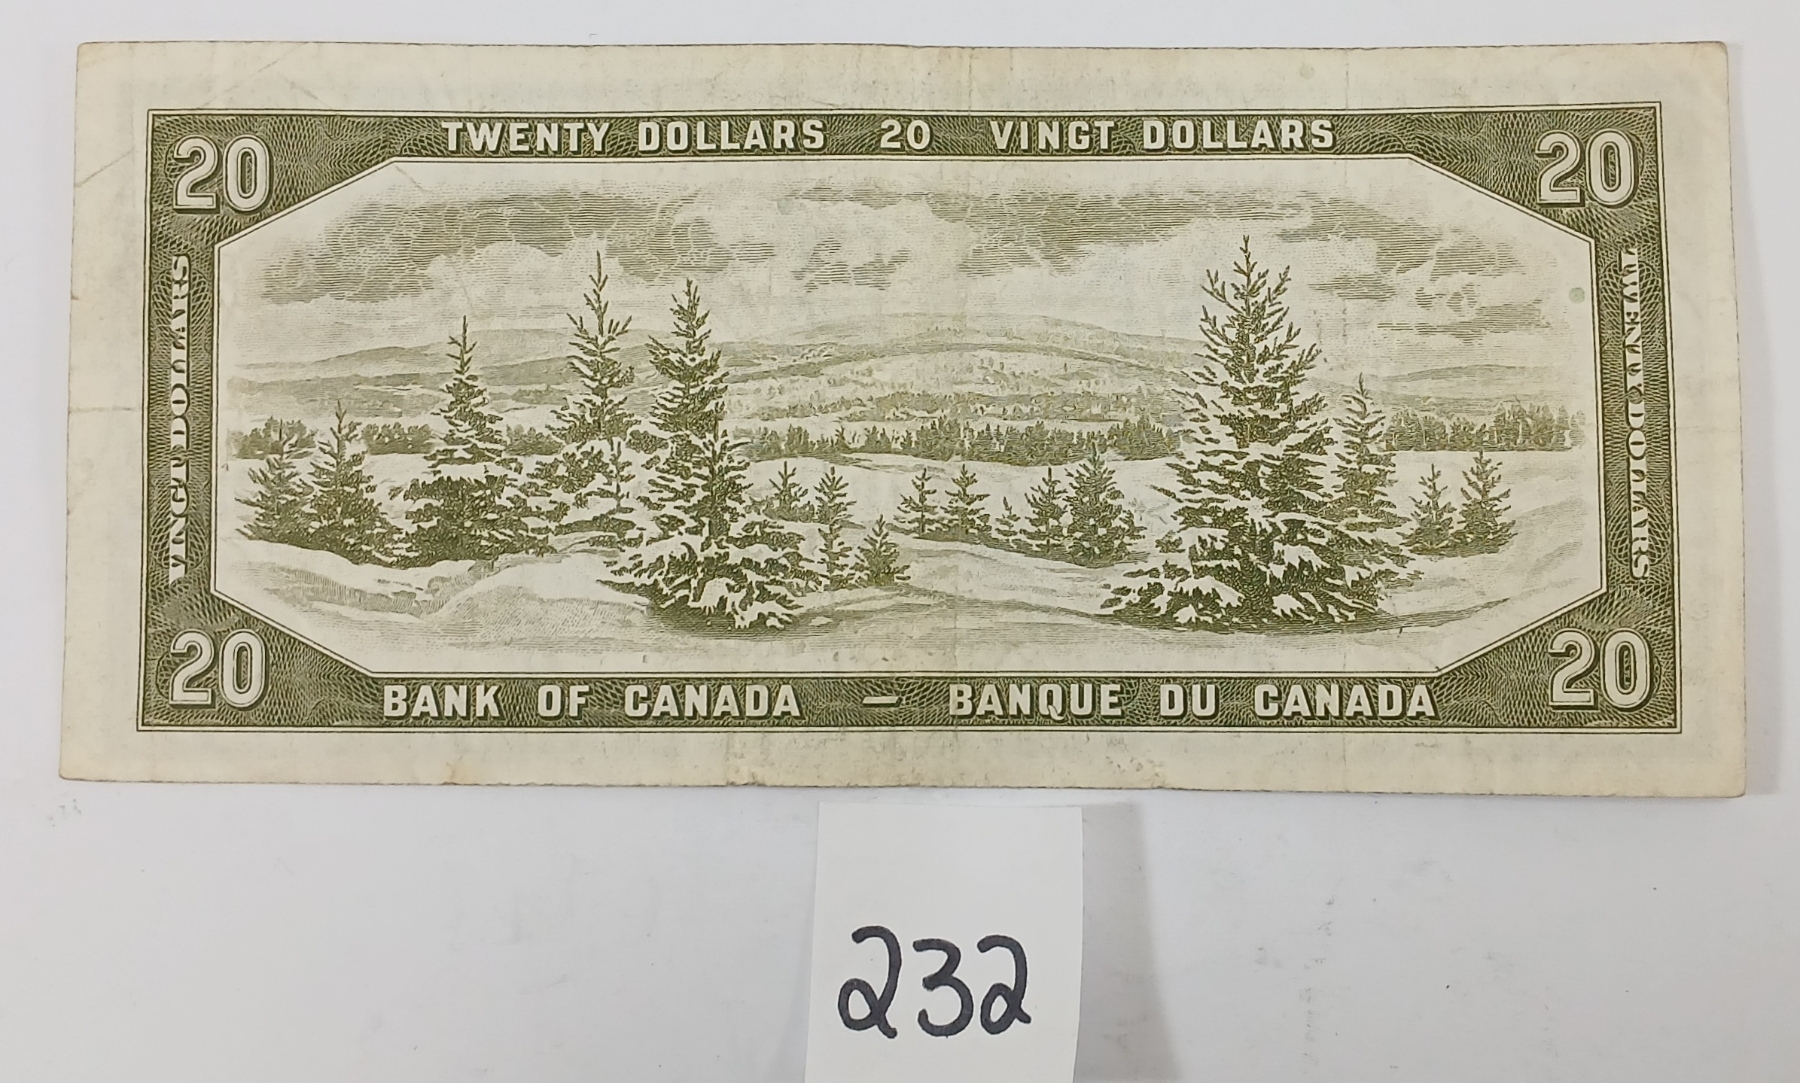 TWENTY DOLLARS 20 VINGT DOLLARS
20
20
VINGT DOLLARS
TWENTY DOLLARS
20
20
BANK OF CANADA — BANQUE DU CANADA
232